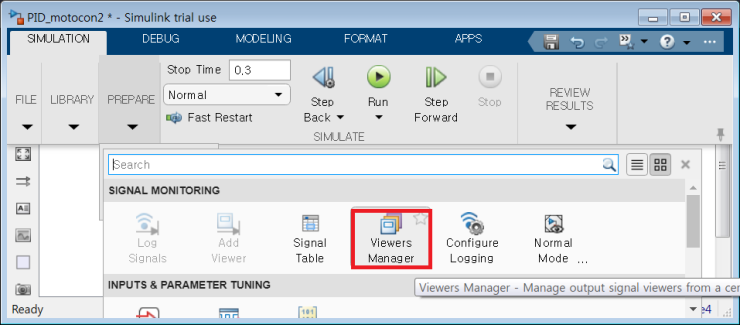 PID_motocon2 * - Simulink trial use
SIMULATION DEBUG MODELING FORMAT APPS
Stop Time 0,3
Normal
Fast Restart
FILE LIBRARY PREPARE
Step Back Run Step Forward Stop
REVIEW RESULTS
SIMULATE
Search
SIGNAL MONITORING
Log Signals
Add Viewer
Signal Table
Viewers Manager
Configure Logging
Normal Mode ...
INPUTS & PARAMETER TUNING
Viewers Manager - Manage output signal viewers from a cen
Ready
e4